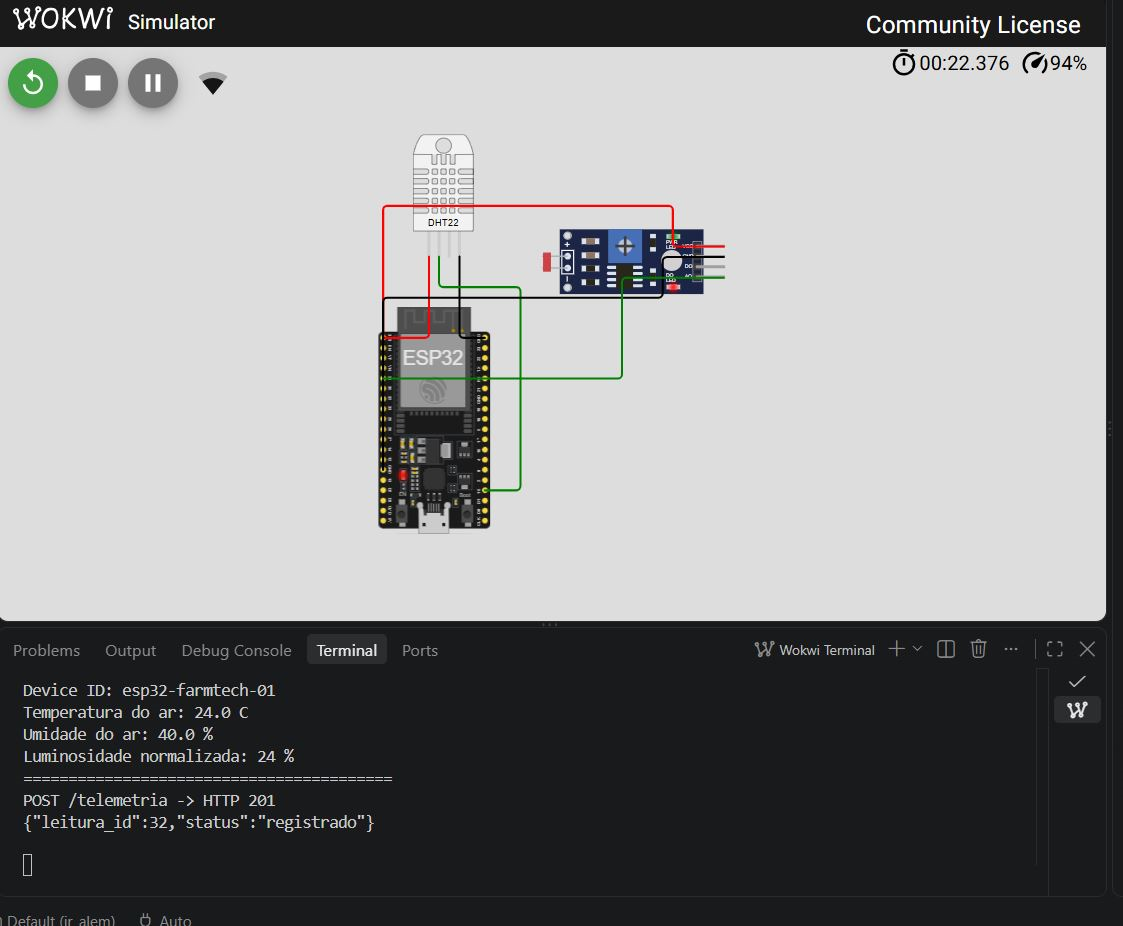 WOKWI Simulator
Community License
00:22.376 94%
DHT22
ESP32
Problems Output Debug Console Terminal Ports
Wokwi Terminal
Device ID: esp32-farmtech-01
Temperatura do ar: 24.0 C
Umidade do ar: 40.0 %
Luminosidade normalizada: 24 %
=========================================
POST /telemetria -> HTTP 201
{"leitura_id":32,"status":"registrado"}
Default (ir_alem) Auto